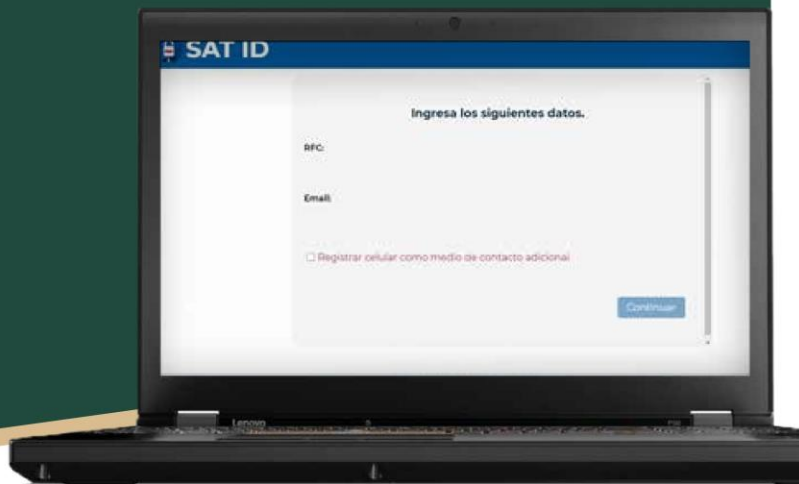 SAT ID
Ingresa los siguientes datos.
RFC:
Email:
Registrar celular como medio de contacto adicional
Continuar
Lenovo